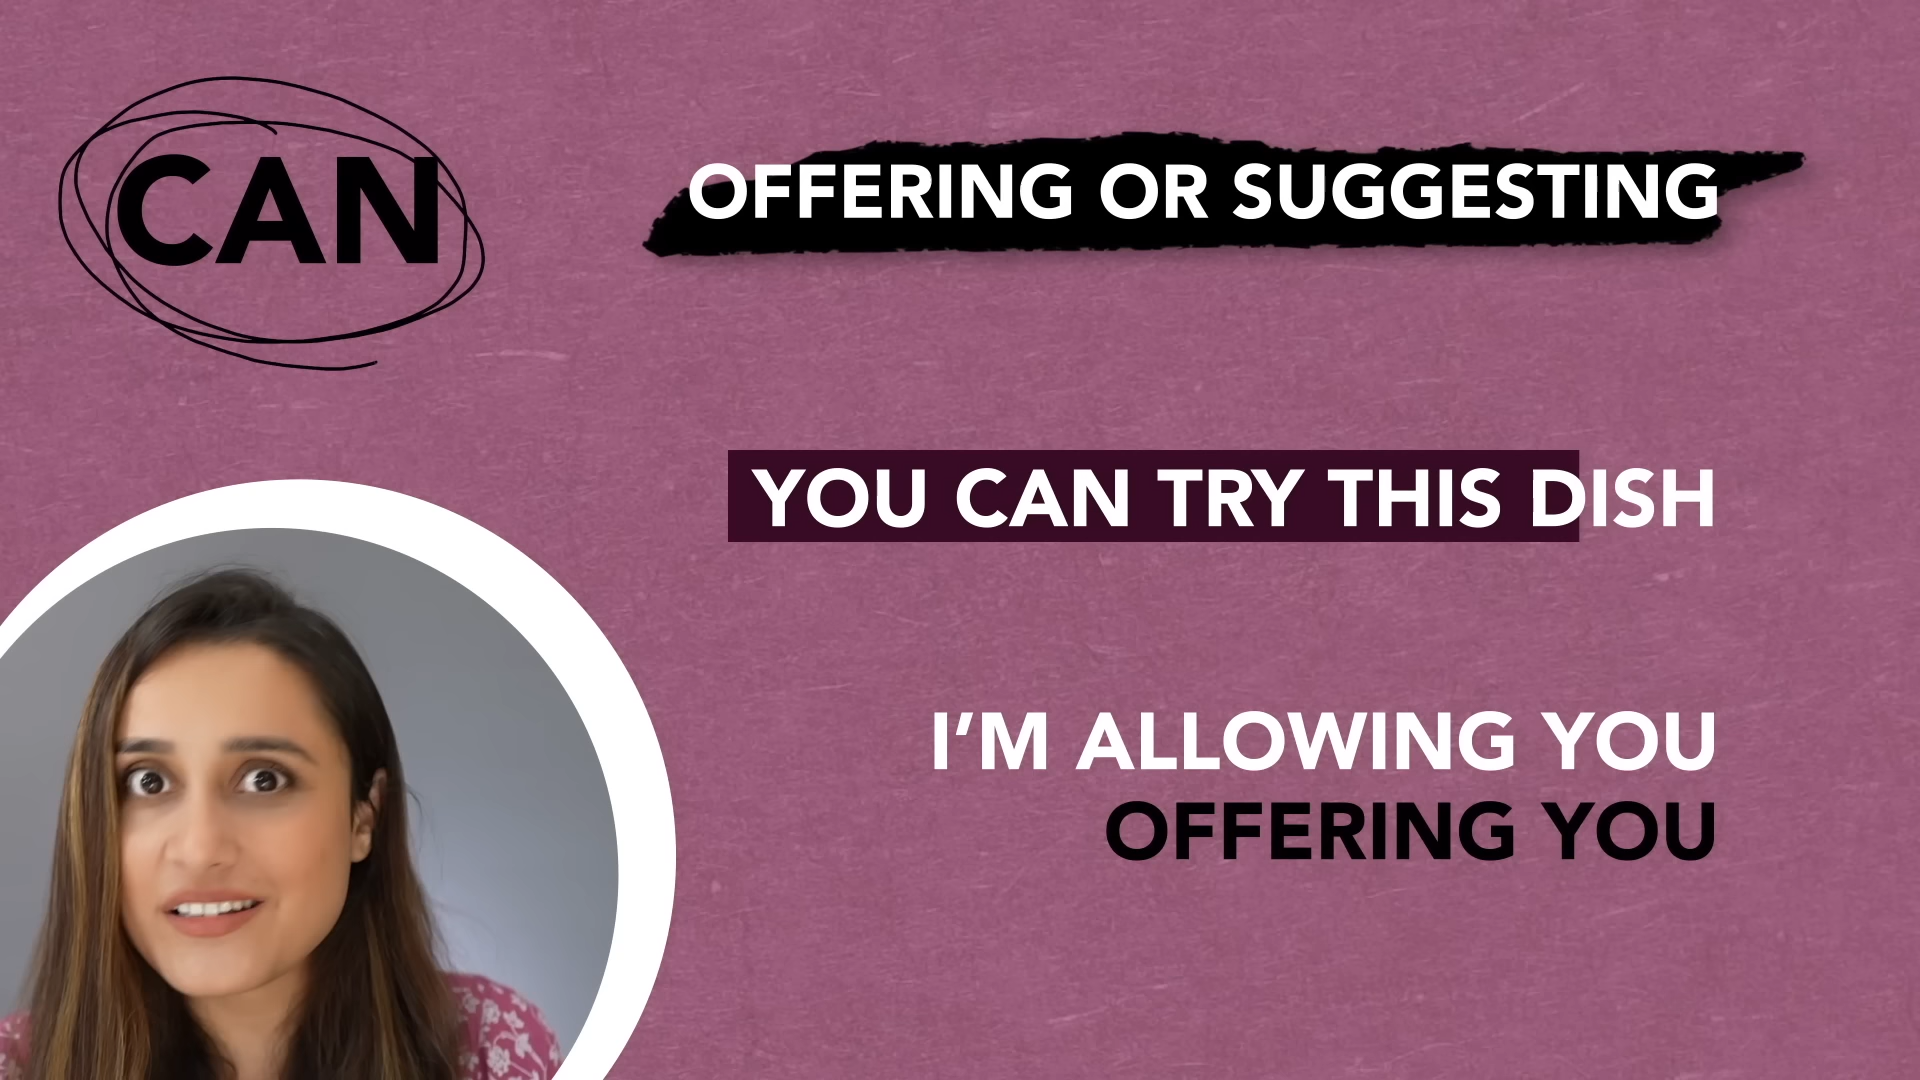 CAN
OFFERING OR SUGGESTING
YOU CAN TRY THIS DISH
I’M ALLOWING YOU
OFFERING YOU